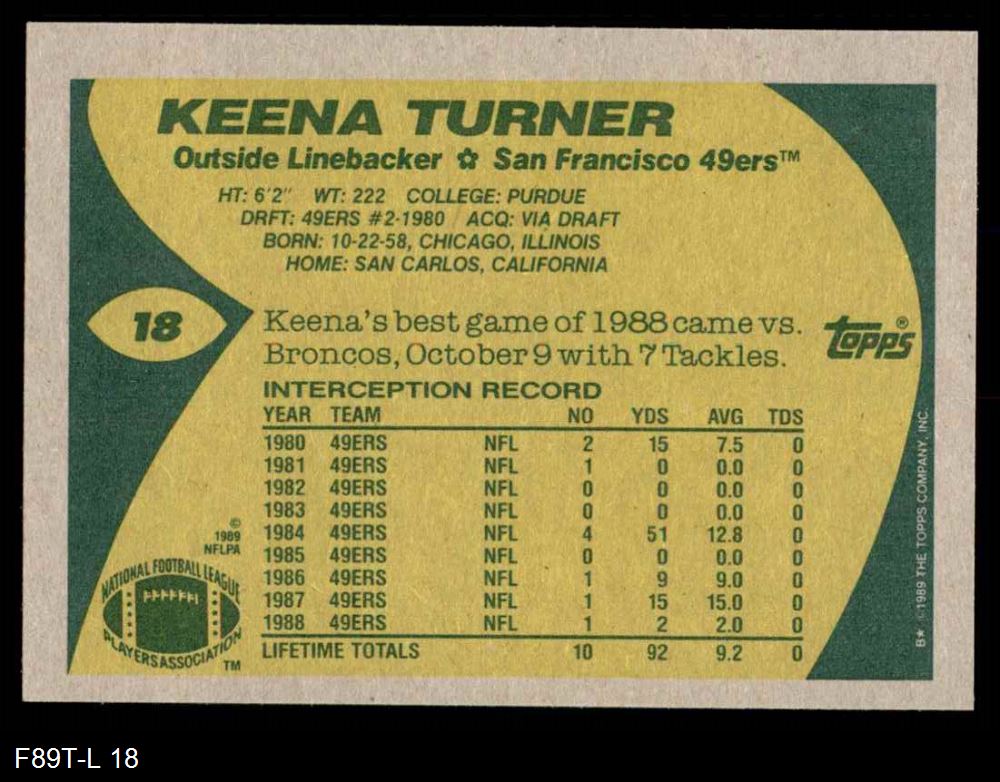 KEENA TURNER
Outside Linebacker ✩ San Francisco 49ers™
HT: 6'2" WT: 222 COLLEGE: PURDUE
DRFT: 49ERS #2-1980 ACQ: VIA DRAFT
BORN: 10-22-58, CHICAGO, ILLINOIS
HOME: SAN CARLOS, CALIFORNIA
18
Keena's best game of 1988 came vs.
Broncos, October 9 with 7 Tackles.
topps®
INTERCEPTION RECORD
YEAR TEAM NO YDS AVG TDS
1980 49ERS NFL 2 15 7.5 0
1981 49ERS NFL 1 0 0.0 0
1982 49ERS NFL 0 0 0.0 0
1983 49ERS NFL 0 0 0.0 0
1984 49ERS NFL 4 51 12.8 0
1985 49ERS NFL 0 0 0.0 0
1986 49ERS NFL 1 9 9.0 0
1987 49ERS NFL 1 15 15.0 0
1988 49ERS NFL 1 2 2.0 0
LIFETIME TOTALS 10 92 9.2 0
©
1989
NFLPA
NATIONAL FOOTBALL LEAGUE
PLAYERS ASSOCIATION
TM
B★ ©1989 THE TOPPS COMPANY, INC.
F89T-L 18